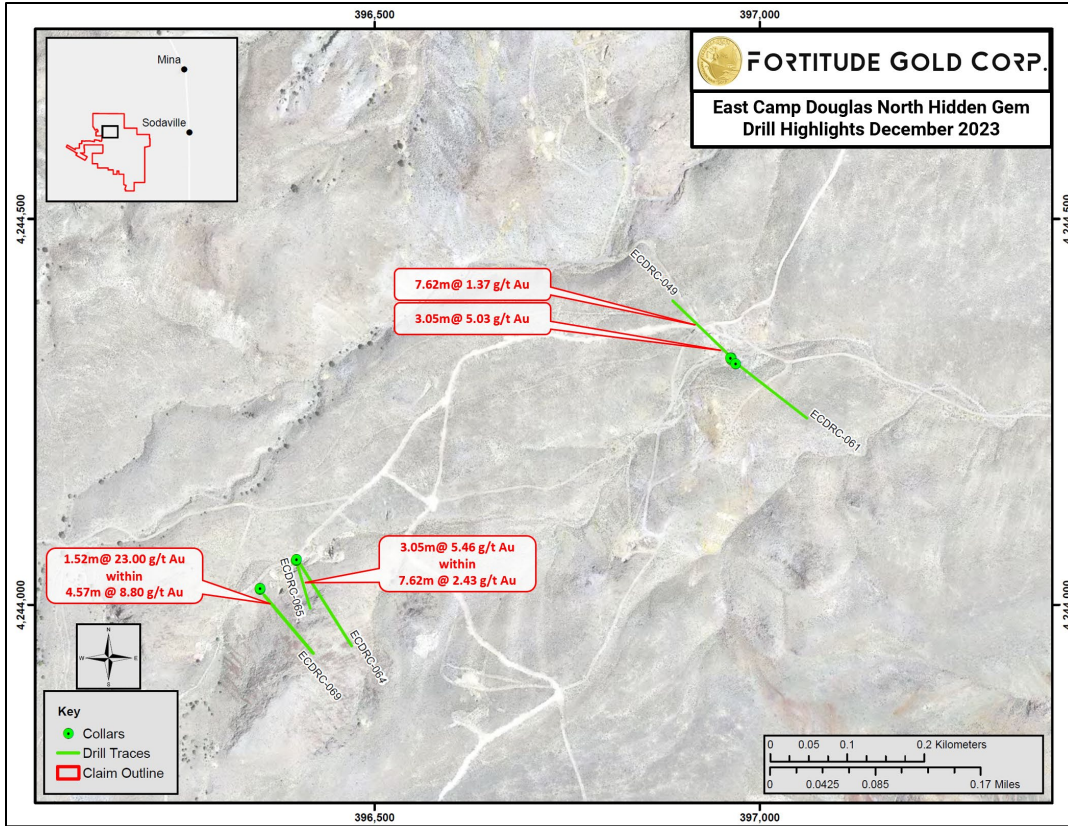 396,500
397,000
Mina
Sodaville
FORTITUDE GOLD CORP.
East Camp Douglas North Hidden Gem
Drill Highlights December 2023
4,244,500
4,244,500
ECDRC-049
7.62m@ 1.37 g/t Au
3.05m@ 5.03 g/t Au
ECDRC-061
1.52m@ 23.00 g/t Au
within
4.57m @ 8.80 g/t Au
3.05m@ 5.46 g/t Au
within
7.62m @ 2.43 g/t Au
ECDRC-065
4,244,000
4,244,000
ECDRC-064
ECDRC-069
N
W
E
S
Key
Collars
Drill Traces
Claim Outline
0 0.05 0.1 0.2 Kilometers
0 0.0425 0.085 0.17 Miles
396,500
397,000